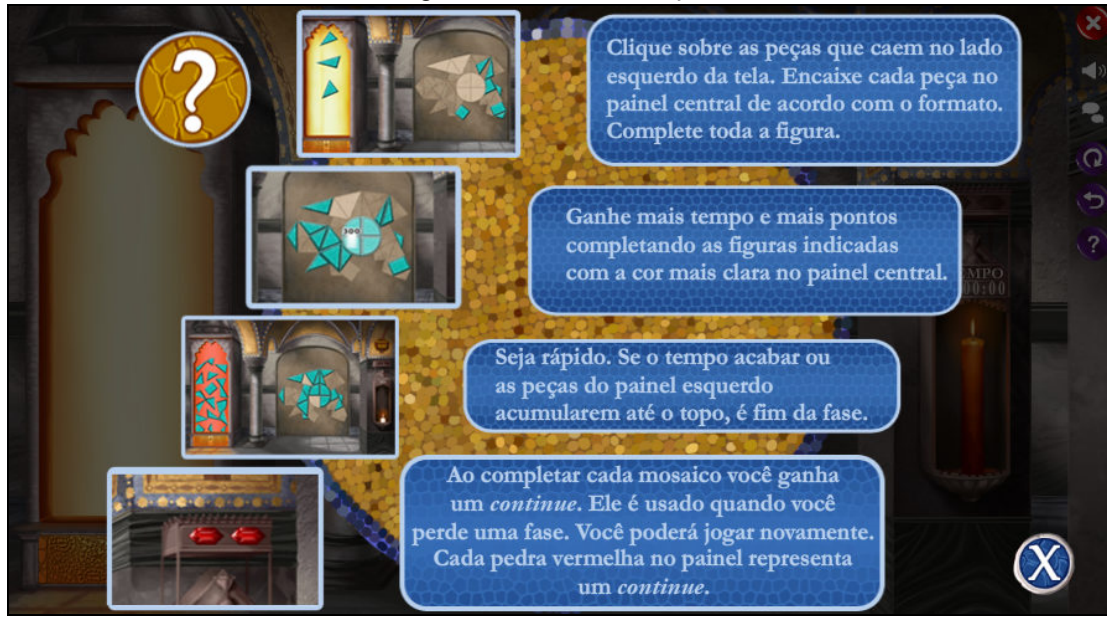 Clique sobre as peças que caem no lado
esquerdo da tela. Encaixe cada peça no
painel central de acordo com o formato.
Complete toda a figura.
Ganhe mais tempo e mais pontos
completando as figuras indicadas
com a cor mais clara no painel central.
300
MPO
00:00
Seja rápido. Se o tempo acabar ou
as peças do painel esquerdo
acumularem até o topo, é fim da fase.
Ao completar cada mosaico você ganha
um continue. Ele é usado quando você
perde uma fase. Você poderá jogar novamente.
Cada pedra vermelha no painel representa
um continue.
X